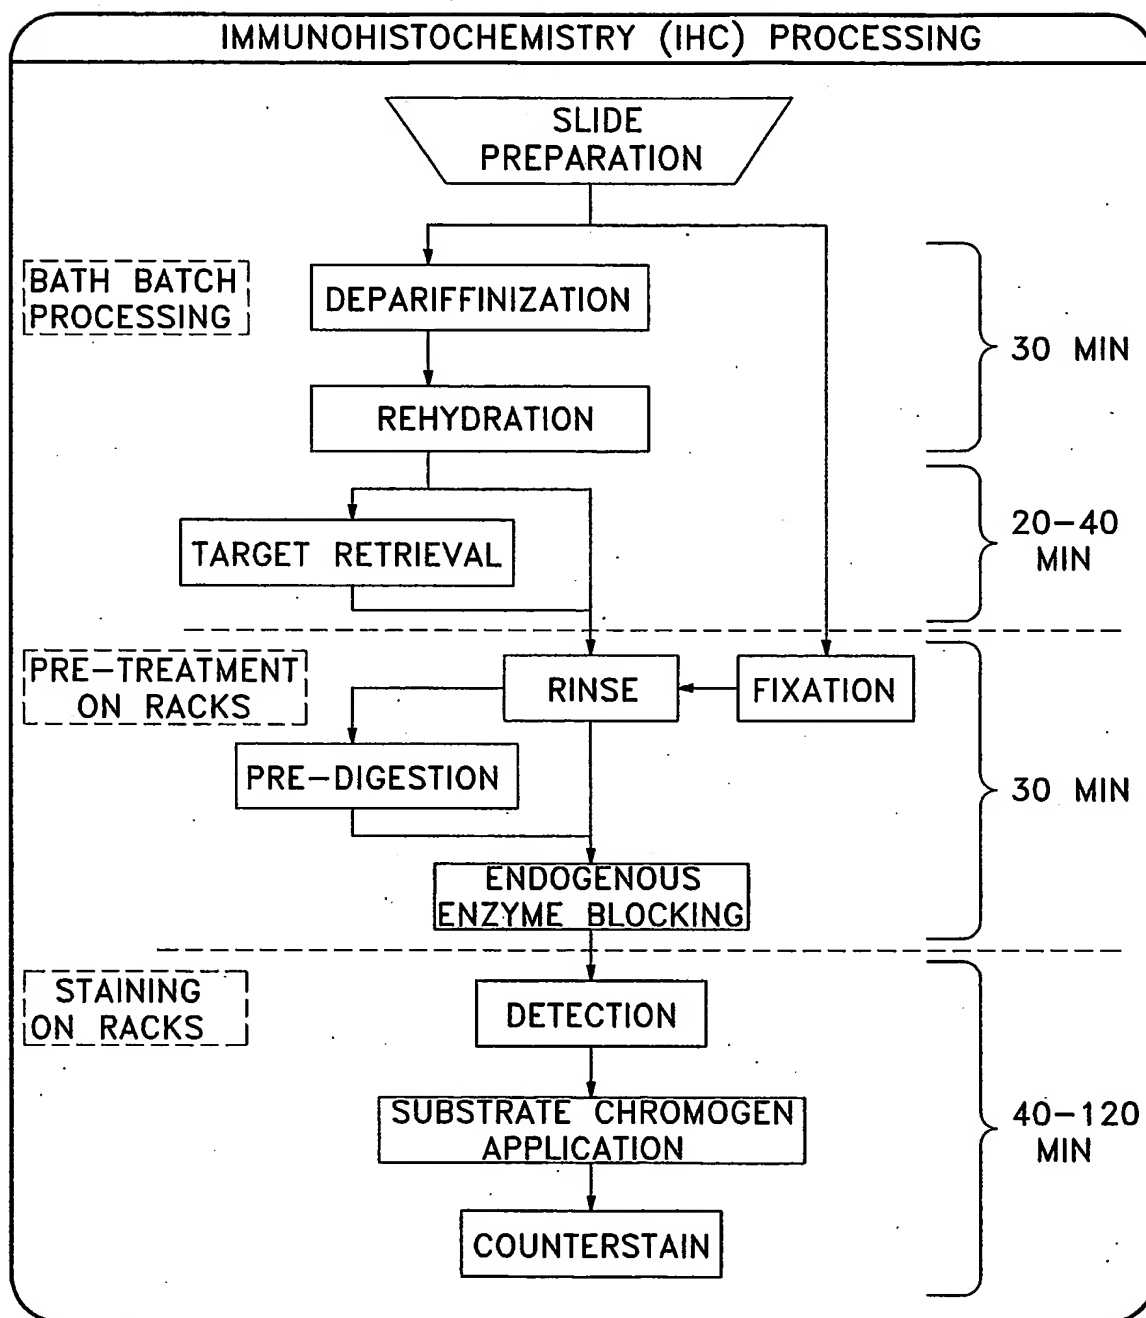 IMMUNOHISTOCHEMISTRY (IHC) PROCESSING
SLIDE
PREPARATION
BATH BATCH
PROCESSING
DEPARIFFINIZATION
30 MIN
REHYDRATION
TARGET RETRIEVAL
20-40
MIN
PRE-TREATMENT
ON RACKS
RINSE
FIXATION
PRE-DIGESTION
30 MIN
ENDOGENOUS
ENZYME BLOCKING
STAINING
ON RACKS
DETECTION
SUBSTRATE CHROMOGEN
APPLICATION
40-120
MIN
COUNTERSTAIN